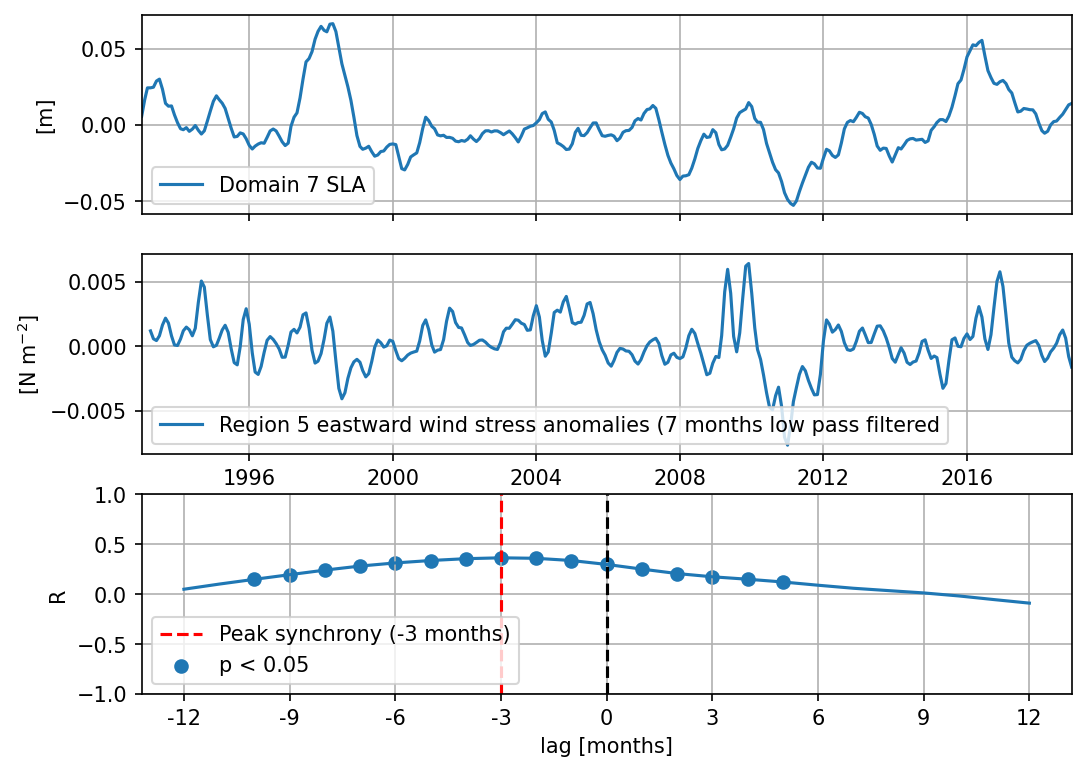 0.05
0.00
−0.05
[m]
Domain 7 SLA
0.005
0.000
−0.005
[N m⁻²]
Region 5 eastward wind stress anomalies (7 months low pass filtered
1996 2000 2004 2008 2012 2016
1.0
0.5
0.0
−0.5
−1.0
R
Peak synchrony (-3 months)
p < 0.05
-12 -9 -6 -3 0 3 6 9 12
lag [months]